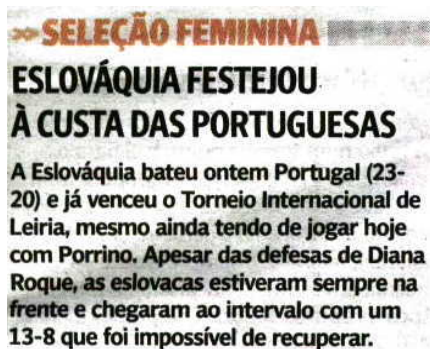 » SELEÇÃO FEMININA
ESLOVÁQUIA FESTEJOU
À CUSTA DAS PORTUGUESAS
A Eslováquia bateu ontem Portugal (23-
20) e já venceu o Torneio Internacional de
Leiria, mesmo ainda tendo de jogar hoje
com Porrino. Apesar das defesas de Diana
Roque, as eslovacas estiveram sempre na
frente e chegaram ao intervalo com um
13-8 que foi impossível de recuperar.